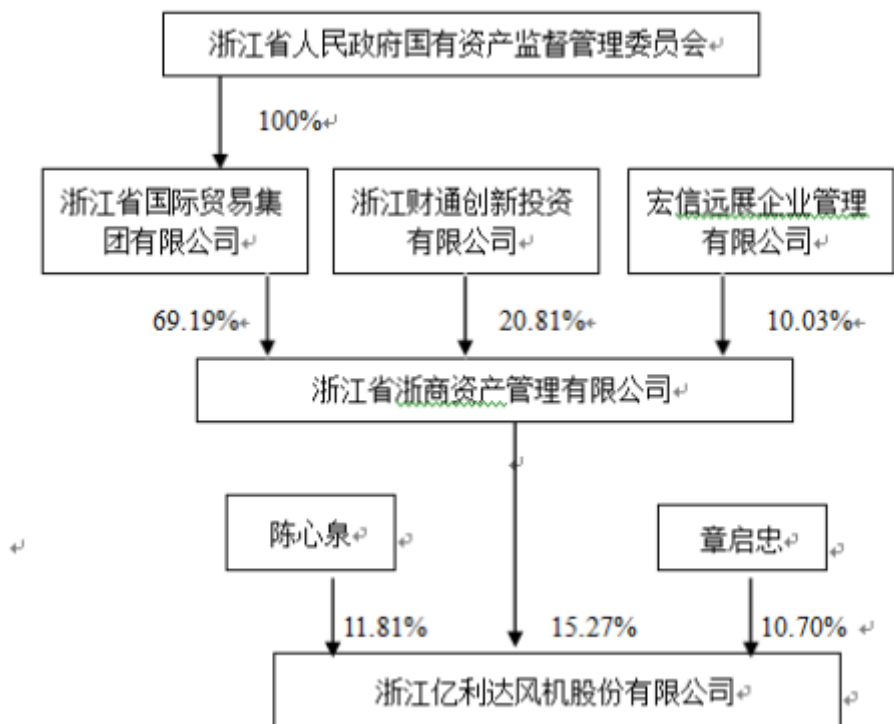 浙江省人民政府国有资产监督管理委员会
100%
浙江省国际贸易集
团有限公司
浙江财通创新投资
有限公司
宏信远展企业管理
有限公司
69.19%
20.81%
10.03%
浙江省浙商资产管理有限公司
陈心泉
章启忠
11.81%
15.27%
10.70%
浙江亿利达风机股份有限公司